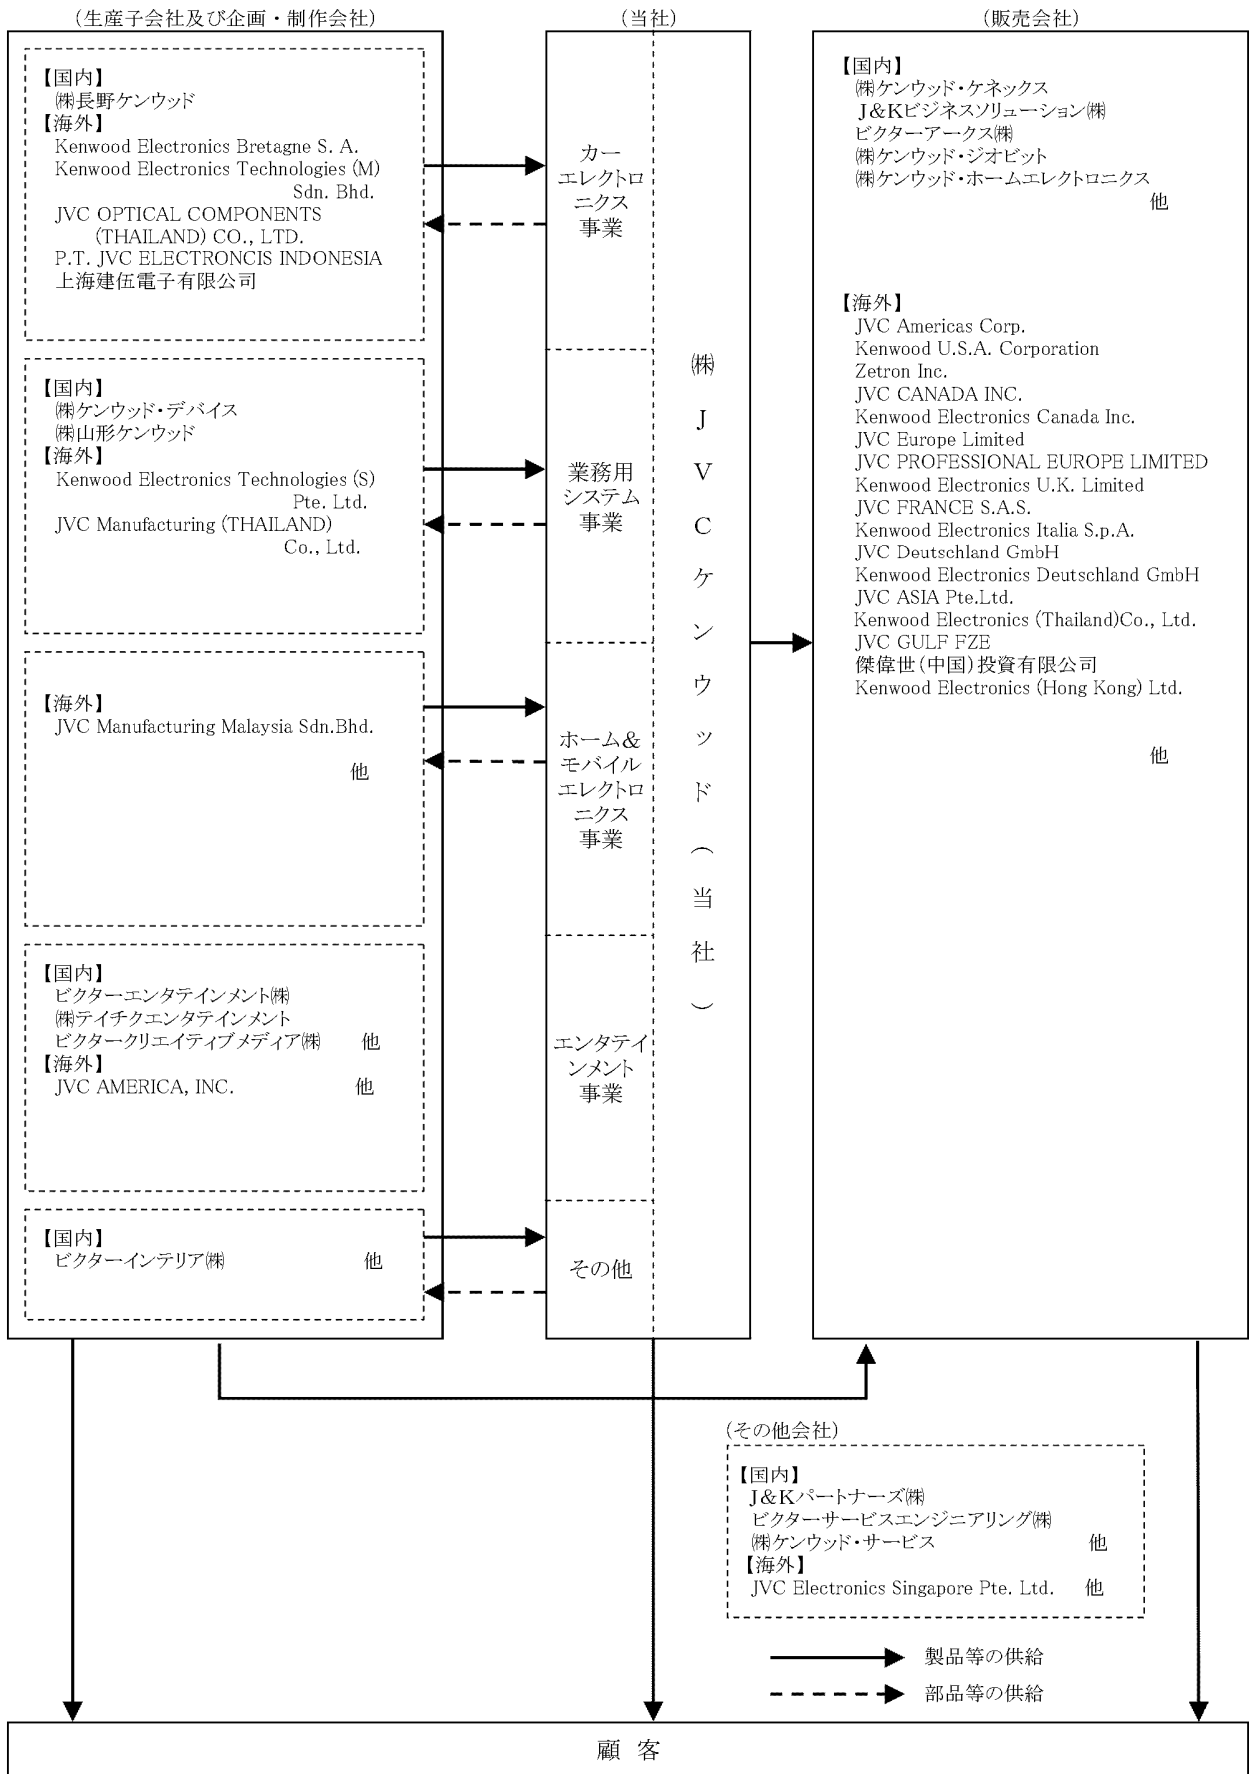 （生産子会社及び企画・制作会社）
【国内】
㈱長野ケンウッド
【海外】
Kenwood Electronics Bretagne S. A.
Kenwood Electronics Technologies (M)
Sdn. Bhd.
JVC OPTICAL COMPONENTS
(THAILAND) CO., LTD.
P.T. JVC ELECTRONCIS INDONESIA
上海建伍電子有限公司
【国内】
㈱ケンウッド・デバイス
㈱山形ケンウッド
【海外】
Kenwood Electronics Technologies (S)
Pte. Ltd.
JVC Manufacturing (THAILAND)
Co., Ltd.
【海外】
JVC Manufacturing Malaysia Sdn.Bhd.
他
【国内】
ビクターエンタテインメント㈱
㈱テイチクエンタテインメント
ビクタークリエイティブメディア㈱ 他
【海外】
JVC AMERICA, INC. 他
【国内】
ビクターインテリア㈱ 他
（当社）
カー
エレクトロ
ニクス
事業
業務用
システム
事業
ホーム＆
モバイル
エレクトロ
ニクス
事業
エンタテイ
ンメント
事業
その他
㈱ＪＶＣケンウッド（当社）
（販売会社）
【国内】
㈱ケンウッド・ケネックス
J＆Kビジネスソリューション㈱
ビクターアークス㈱
㈱ケンウッド・ジオビット
㈱ケンウッド・ホームエレクトロニクス
他
【海外】
JVC Americas Corp.
Kenwood U.S.A. Corporation
Zetron Inc.
JVC CANADA INC.
Kenwood Electronics Canada Inc.
JVC Europe Limited
JVC PROFESSIONAL EUROPE LIMITED
Kenwood Electronics U.K. Limited
JVC FRANCE S.A.S.
Kenwood Electronics Italia S.p.A.
JVC Deutschland GmbH
Kenwood Electronics Deutschland GmbH
JVC ASIA Pte.Ltd.
Kenwood Electronics (Thailand)Co., Ltd.
JVC GULF FZE
傑偉世（中国）投資有限公司
Kenwood Electronics (Hong Kong) Ltd.
他
（その他会社）
【国内】
J＆Kパートナーズ㈱
ビクターサービスエンジニアリング㈱
㈱ケンウッド・サービス 他
【海外】
JVC Electronics Singapore Pte. Ltd. 他
製品等の供給
部品等の供給
顧 客